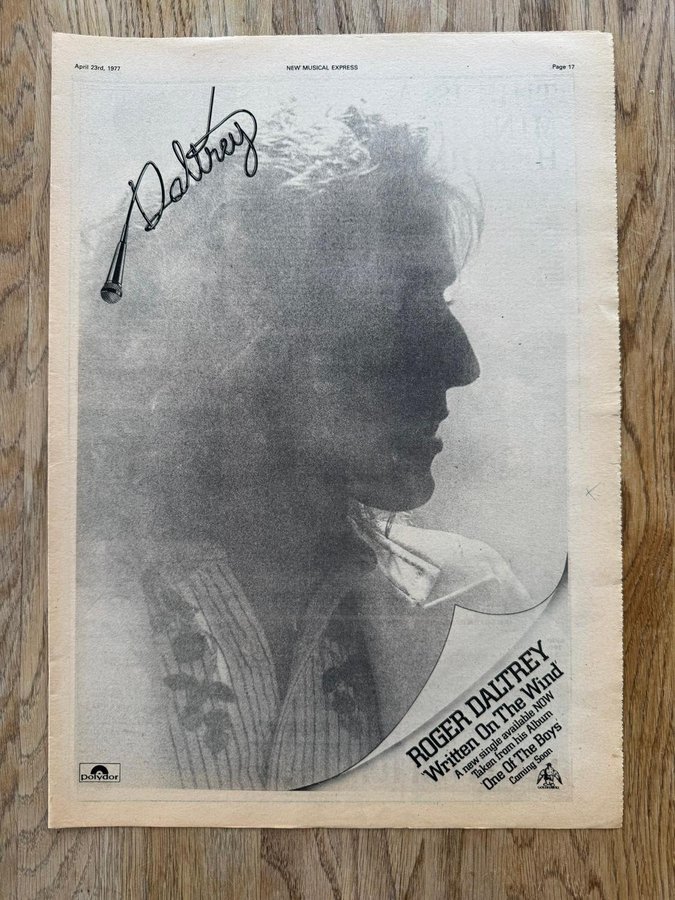 April 23rd, 1977
NEW MUSICAL EXPRESS
Page 17
Daltrey
ROGER DALTREY
Written On The Wind
A new single available NOW
Taken from his Album
One Of The Boys
Coming Soon
polydor